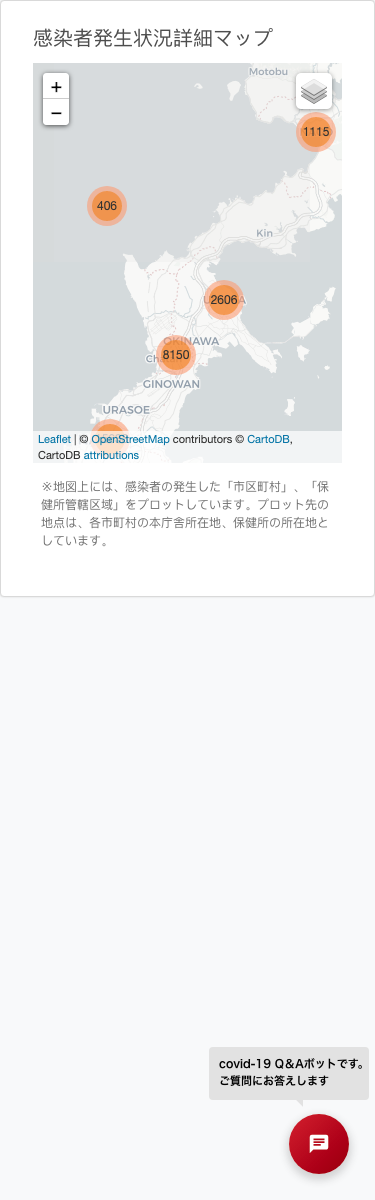 感染者発生状況詳細マップ
Motobu
+
−
1115
406
Kin
2606
OKINAWA
8150
GINOWAN
URASOE
Leaflet | © OpenStreetMap contributors © CartoDB,
CartoDB attributions
※地図上には、感染者の発生した「市区町村」、「保
健所管轄区域」をプロットしています。プロット先の
地点は、各市町村の本庁舎所在地、保健所の所在地と
しています。
covid-19 Q&Aボットです。
ご質問にお答えします